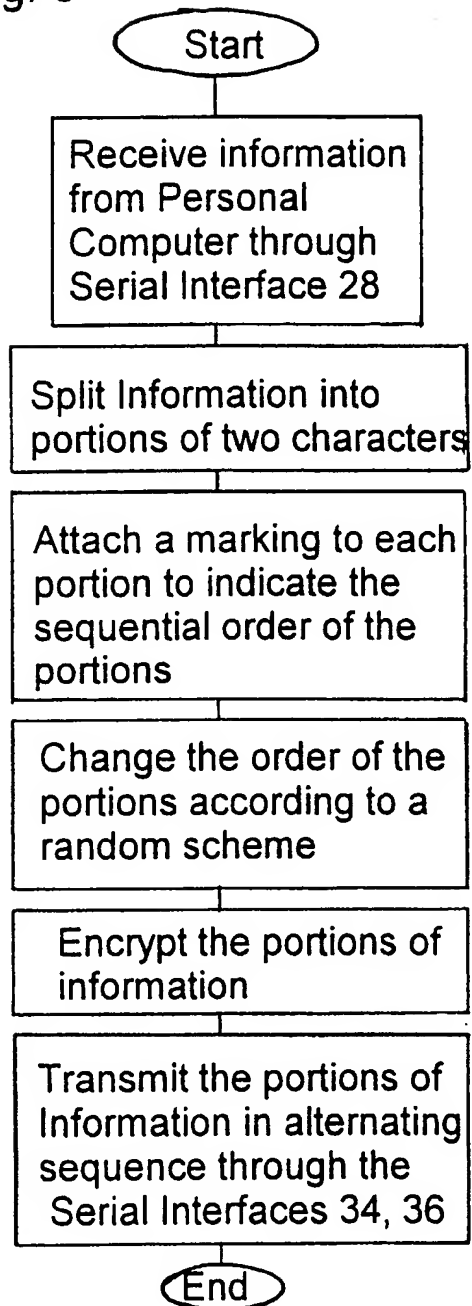 Start
Receive information
from Personal
Computer through
Serial Interface 28
Split Information into
portions of two characters
Attach a marking to each
portion to indicate the
sequential order of the
portions
Change the order of the
portions according to a
random scheme
Encrypt the portions of
information
Transmit the portions of
Information in alternating
sequence through the
Serial Interfaces 34, 36
End